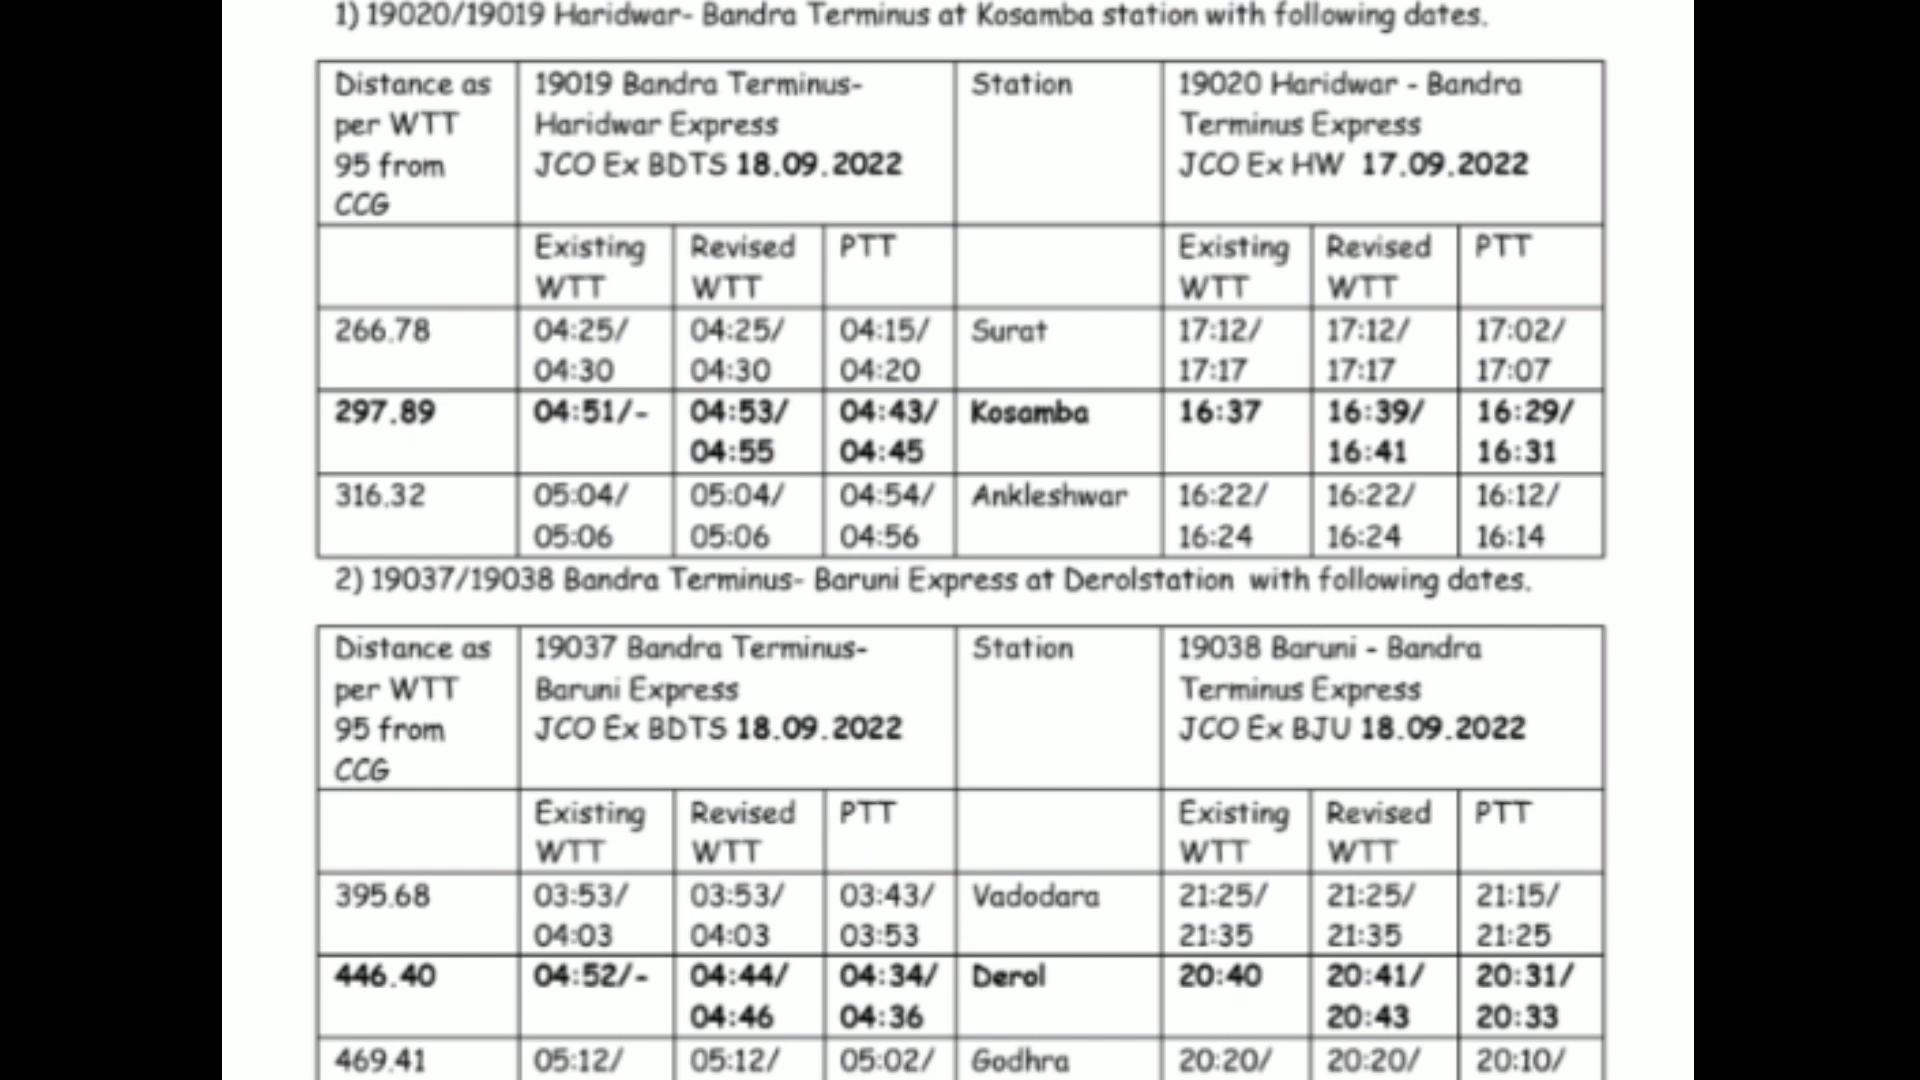 1) 19020/19019 Haridwar- Bandra Terminus at Kosamba station with following dates.
Distance as per WTT 95 from CCG | 19019 Bandra Terminus- Haridwar Express JCO Ex BDTS 18.09.2022 | Station | 19020 Haridwar - Bandra Terminus Express JCO Ex HW 17.09.2022
Existing WTT | Revised WTT | PTT | Existing WTT | Revised WTT | PTT
266.78 | 04:25/ 04:30 | 04:25/ 04:30 | 04:15/ 04:20 | Surat | 17:12/ 17:17 | 17:12/ 17:17 | 17:02/ 17:07
297.89 | 04:51/- | 04:53/ 04:55 | 04:43/ 04:45 | Kosamba | 16:37 | 16:39/ 16:41 | 16:29/ 16:31
316.32 | 05:04/ 05:06 | 05:04/ 05:06 | 04:54/ 04:56 | Ankleshwar | 16:22/ 16:24 | 16:22/ 16:24 | 16:12/ 16:14
2) 19037/19038 Bandra Terminus- Baruni Express at Derolstation with following dates.
Distance as per WTT 95 from CCG | 19037 Bandra Terminus- Baruni Express JCO Ex BDTS 18.09.2022 | Station | 19038 Baruni - Bandra Terminus Express JCO Ex BJU 18.09.2022
Existing WTT | Revised WTT | PTT | Existing WTT | Revised WTT | PTT
395.68 | 03:53/ 04:03 | 03:53/ 04:03 | 03:43/ 03:53 | Vadodara | 21:25/ 21:35 | 21:25/ 21:35 | 21:15/ 21:25
446.40 | 04:52/- | 04:44/ 04:46 | 04:34/ 04:36 | Derol | 20:40 | 20:41/ 20:43 | 20:31/ 20:33
469.41 | 05:12/ | 05:12/ | 05:02/ | Godhra | 20:20/ | 20:20/ | 20:10/